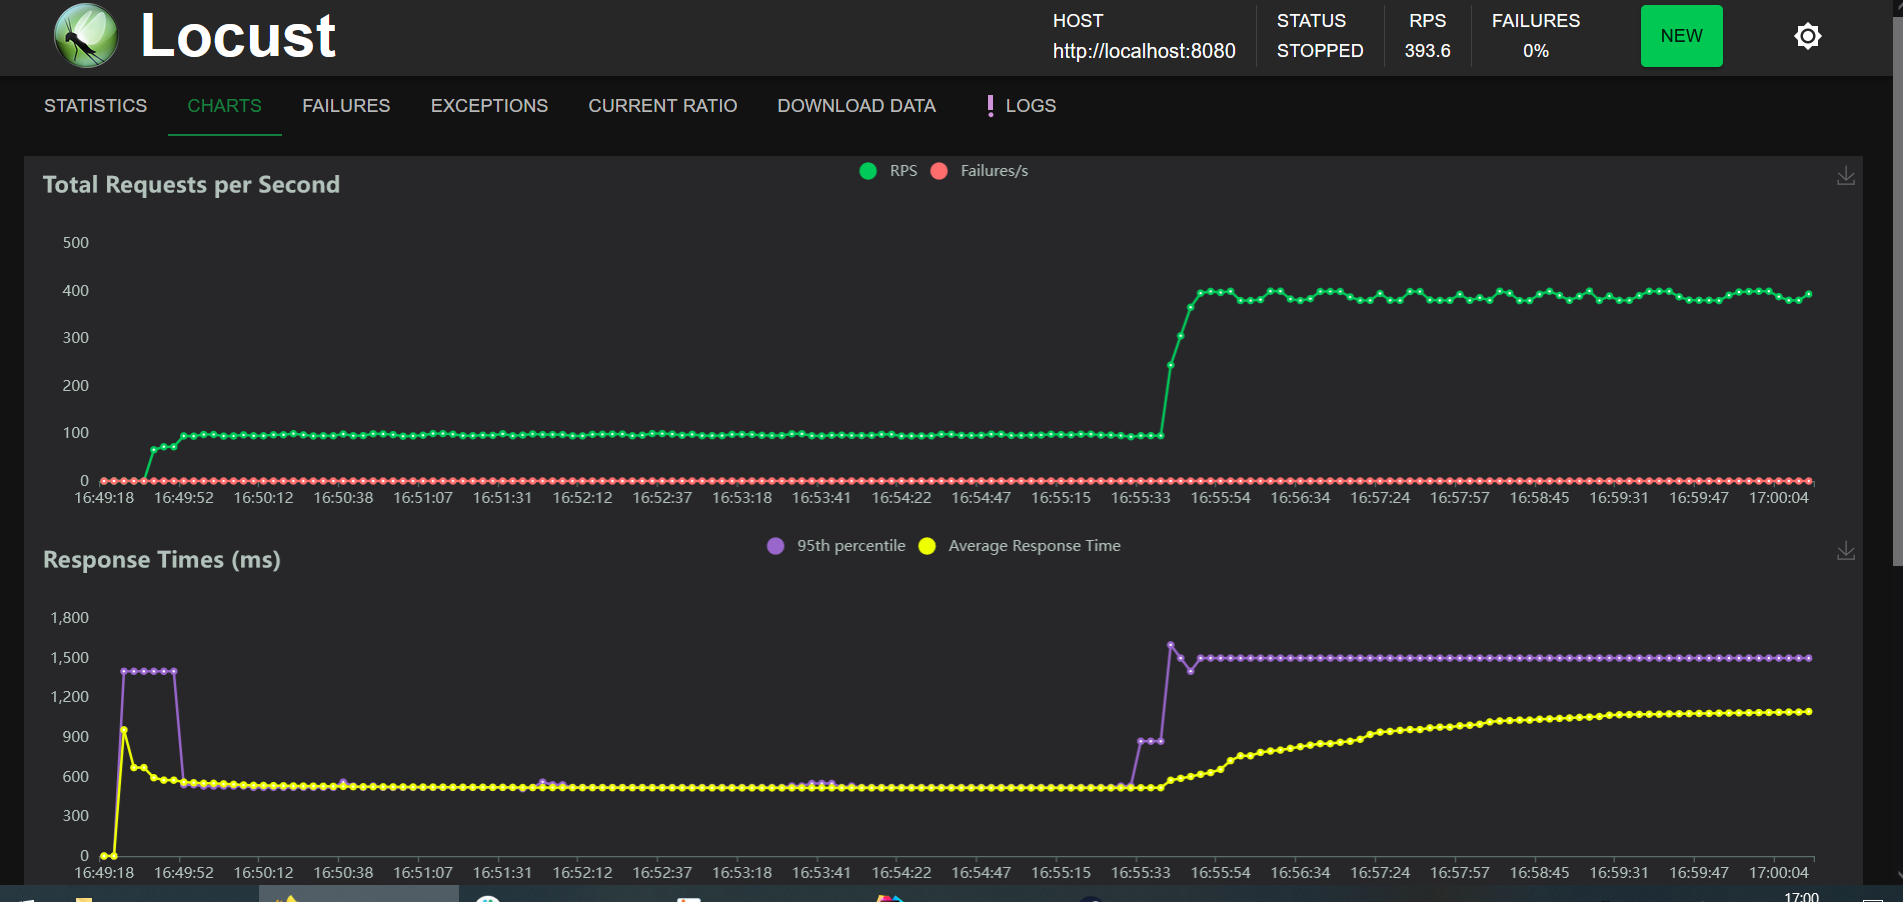 Locust
HOST
http://localhost:8080
STATUS
STOPPED
RPS
393.6
FAILURES
0%
NEW
STATISTICS CHARTS FAILURES EXCEPTIONS CURRENT RATIO DOWNLOAD DATA LOGS
RPS Failures/s
Total Requests per Second
500
400
300
200
100
0
16:49:18 16:49:52 16:50:12 16:50:38 16:51:07 16:51:31 16:52:12 16:52:37 16:53:18 16:53:41 16:54:22 16:54:47 16:55:15 16:55:33 16:55:54 16:56:34 16:57:24 16:57:57 16:58:45 16:59:31 16:59:47 17:00:04
95th percentile Average Response Time
Response Times (ms)
1,800
1,500
1,200
900
600
300
0
16:49:18 16:49:52 16:50:12 16:50:38 16:51:07 16:51:31 16:52:12 16:52:37 16:53:18 16:53:41 16:54:22 16:54:47 16:55:15 16:55:33 16:55:54 16:56:34 16:57:24 16:57:57 16:58:45 16:59:31 16:59:47 17:00:04
17:00